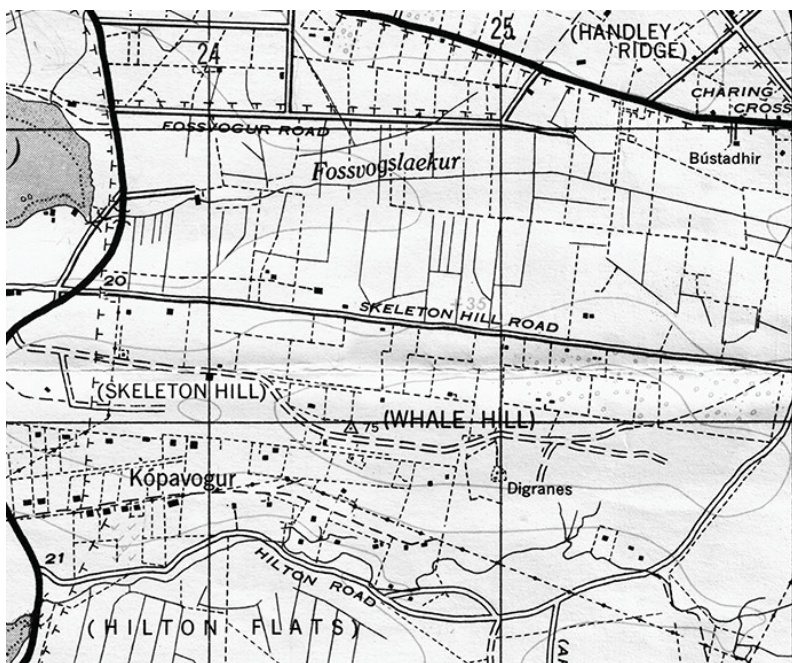 24
25
(HANDLEY
RIDGE)
CHARING
CROSS
FOSSVOGUR ROAD
Fossvogslaekur
Bústadhir
)
20
+35
SKELETON HILL ROAD
(SKELETON HILL)
75
(WHALE HILL)
Kópavogur
Digranes
21
HILTON ROAD
(HILTON FLATS)
(A